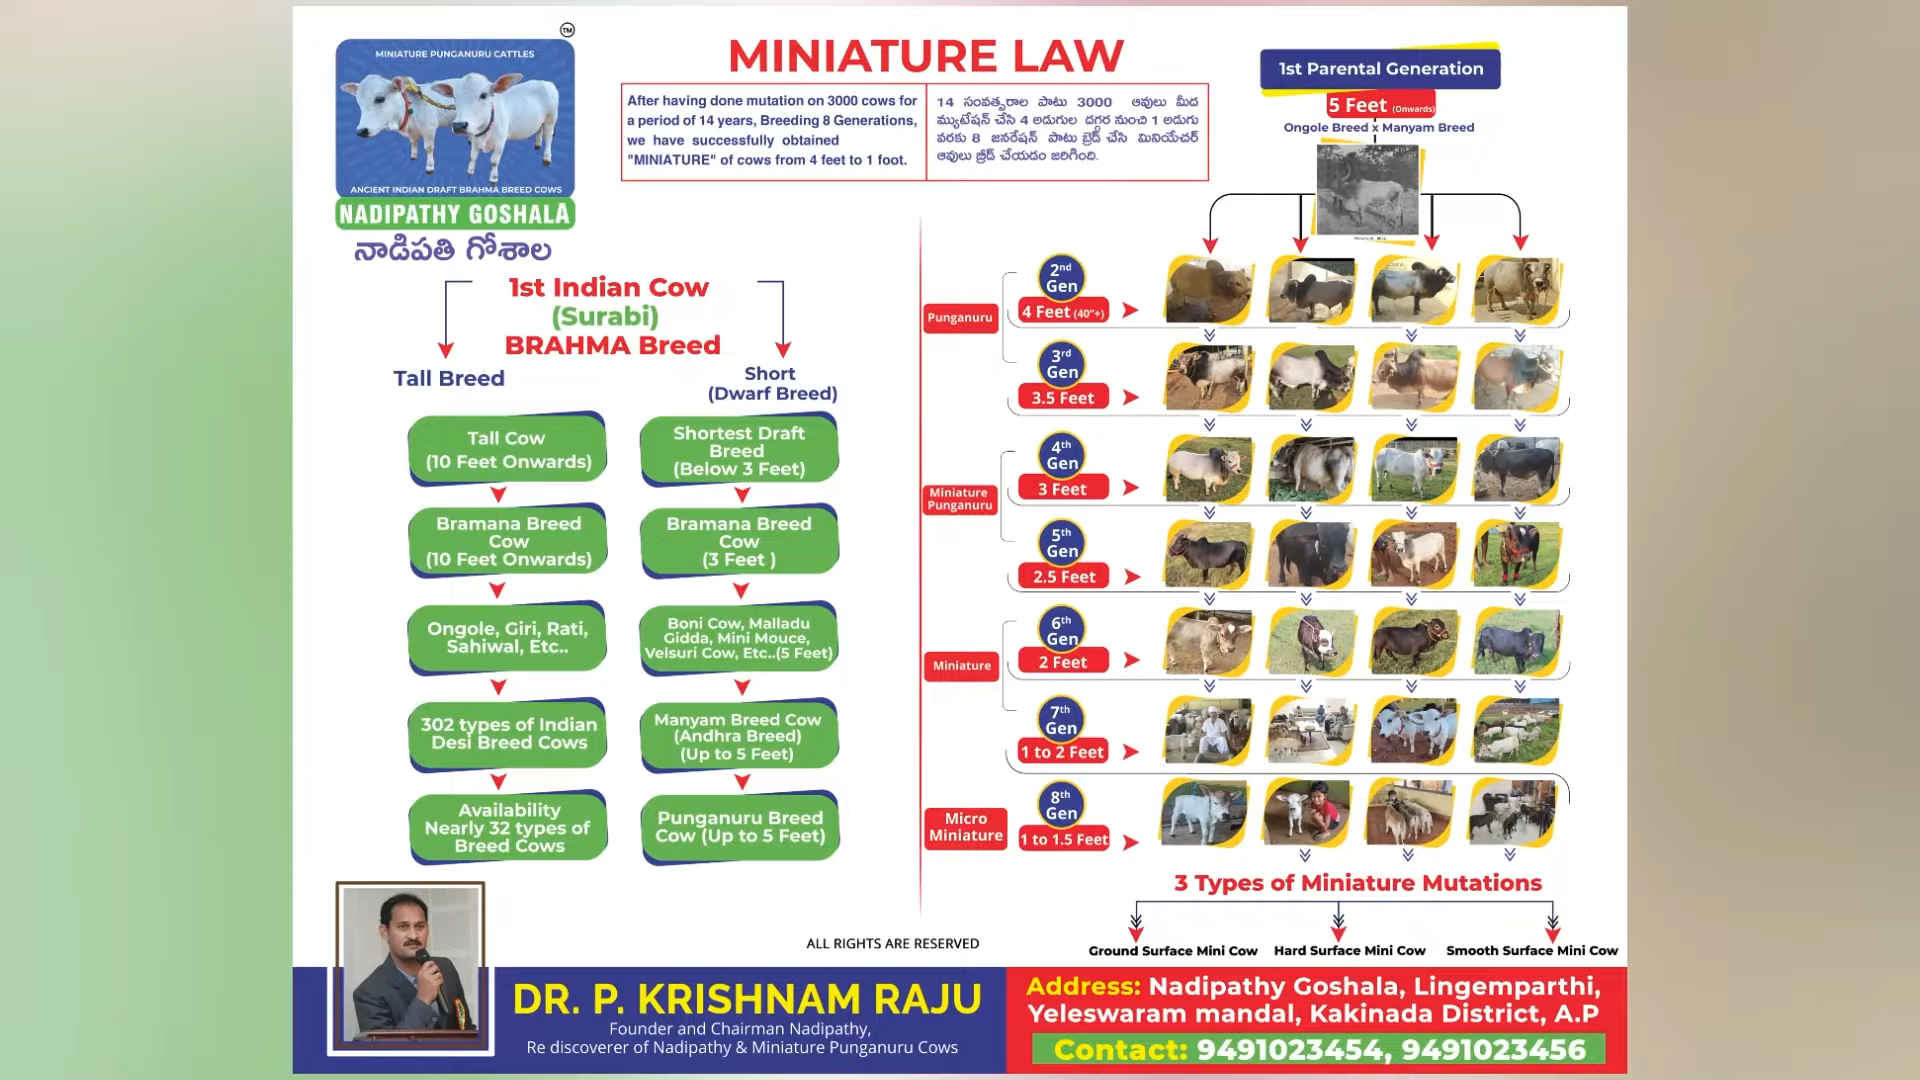 TM
MINIATURE PUNGANURU CATTLES
ANCIENT INDIAN DRAFT BRAHMA BREED COWS
NADIPATHY GOSHALA
నాడిపతి గోశాల
MINIATURE LAW
After having done mutation on 3000 cows for
a period of 14 years, Breeding 8 Generations,
we have successfully obtained
"MINIATURE" of cows from 4 feet to 1 foot.
14 సంవత్సరాల పాటు 3000 ఆవులు మీద
మ్యుటేషన్ చేసి 4 అడుగుల దగ్గర నుంచి 1 అడుగు
వరకు 8 జనరేషన్ పాటు బ్రైడ్ చేసి మినియేచర్
ఆవులు బ్రీడ్ చేయడం జరిగింది.
1st Indian Cow
(Surabi)
BRAHMA Breed
Tall Breed
Tall Cow
(10 Feet Onwards)
Bramana Breed
Cow
(10 Feet Onwards)
Ongole, Giri, Rati,
Sahiwal, Etc..
302 types of Indian
Desi Breed Cows
Availability
Nearly 32 types of
Breed Cows
Short
(Dwarf Breed)
Shortest Draft
Breed
(Below 3 Feet)
Bramana Breed
Cow
(3 Feet )
Boni Cow, Malladu
Gidda, Mini Mouce,
Velsuri Cow, Etc..(5 Feet)
Manyam Breed Cow
(Andhra Breed)
(Up to 5 Feet)
Punganuru Breed
Cow (Up to 5 Feet)
1st Parental Generation
5 Feet (Onwards)
Ongole Breed x Manyam Breed
Punganuru
2nd
Gen
4 Feet (40"+)
3rd
Gen
3.5 Feet
Miniature
Punganuru
4th
Gen
3 Feet
5th
Gen
2.5 Feet
Miniature
6th
Gen
2 Feet
7th
Gen
1 to 2 Feet
Micro
Miniature
8th
Gen
1 to 1.5 Feet
3 Types of Miniature Mutations
Ground Surface Mini Cow
Hard Surface Mini Cow
Smooth Surface Mini Cow
ALL RIGHTS ARE RESERVED
DR. P. KRISHNAM RAJU
Founder and Chairman Nadipathy,
Re discoverer of Nadipathy & Miniature Punganuru Cows
Address: Nadipathy Goshala, Lingemparthi,
Yeleswaram mandal, Kakinada District, A.P
Contact: 9491023454, 9491023456